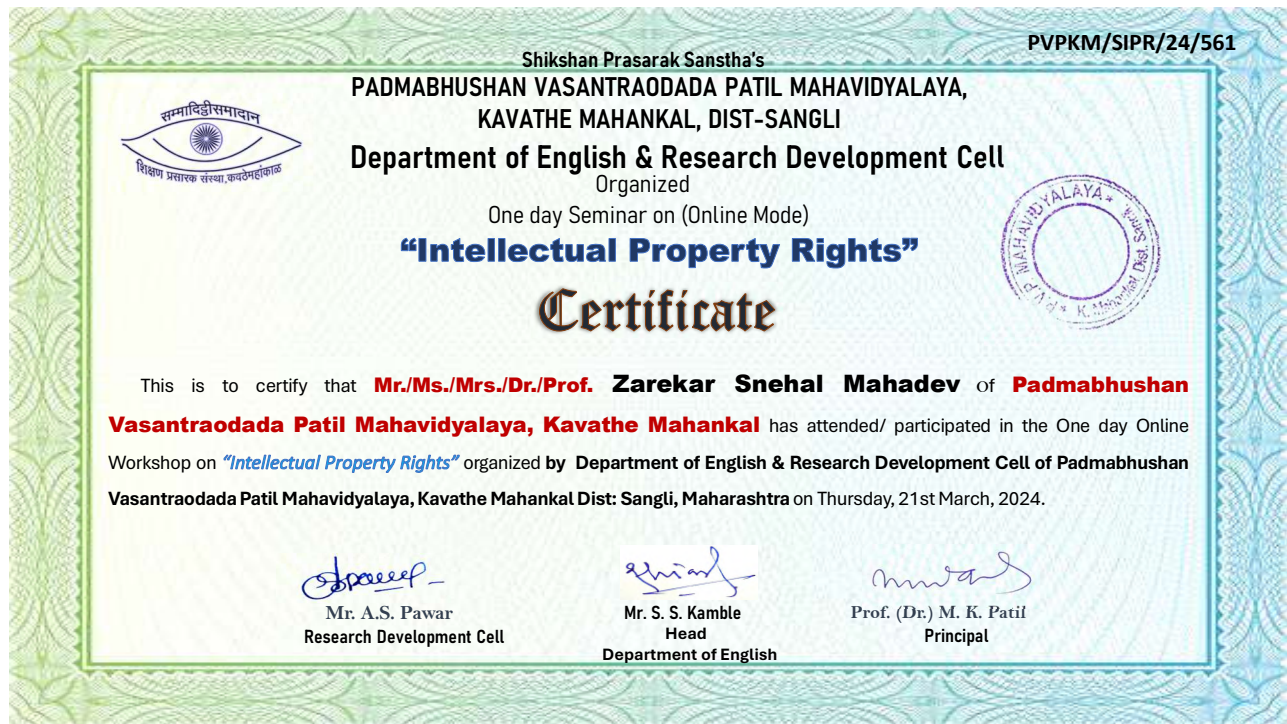 PVPKM/SIPR/24/561
Shikshan Prasarak Sanstha's
PADMABHUSHAN VASANTRAODADA PATIL MAHAVIDYALAYA,
KAVATHE MAHANKAL, DIST-SANGLI
Department of English & Research Development Cell
Organized
One day Seminar on (Online Mode)
“Intellectual Property Rights”
Certificate
सम्मादिट्ठीसमादान
शिक्षण प्रसारक संस्था,कवठेमहांकाळ
P.V.P. MAHAVIDYALAYA * K. Mahankal Dist. Sangli *
This is to certify that Mr./Ms./Mrs./Dr./Prof. Zarekar Snehal Mahadev Of Padmabhushan
Vasantraodada Patil Mahavidyalaya, Kavathe Mahankal has attended/ participated in the One day Online
Workshop on “Intellectual Property Rights” organized by Department of English & Research Development Cell of Padmabhushan
Vasantraodada Patil Mahavidyalaya, Kavathe Mahankal Dist: Sangli, Maharashtra on Thursday, 21st March, 2024.
Mr. A.S. Pawar
Research Development Cell
Mr. S. S. Kamble
Head
Department of English
Prof. (Dr.) M. K. Patil
Principal